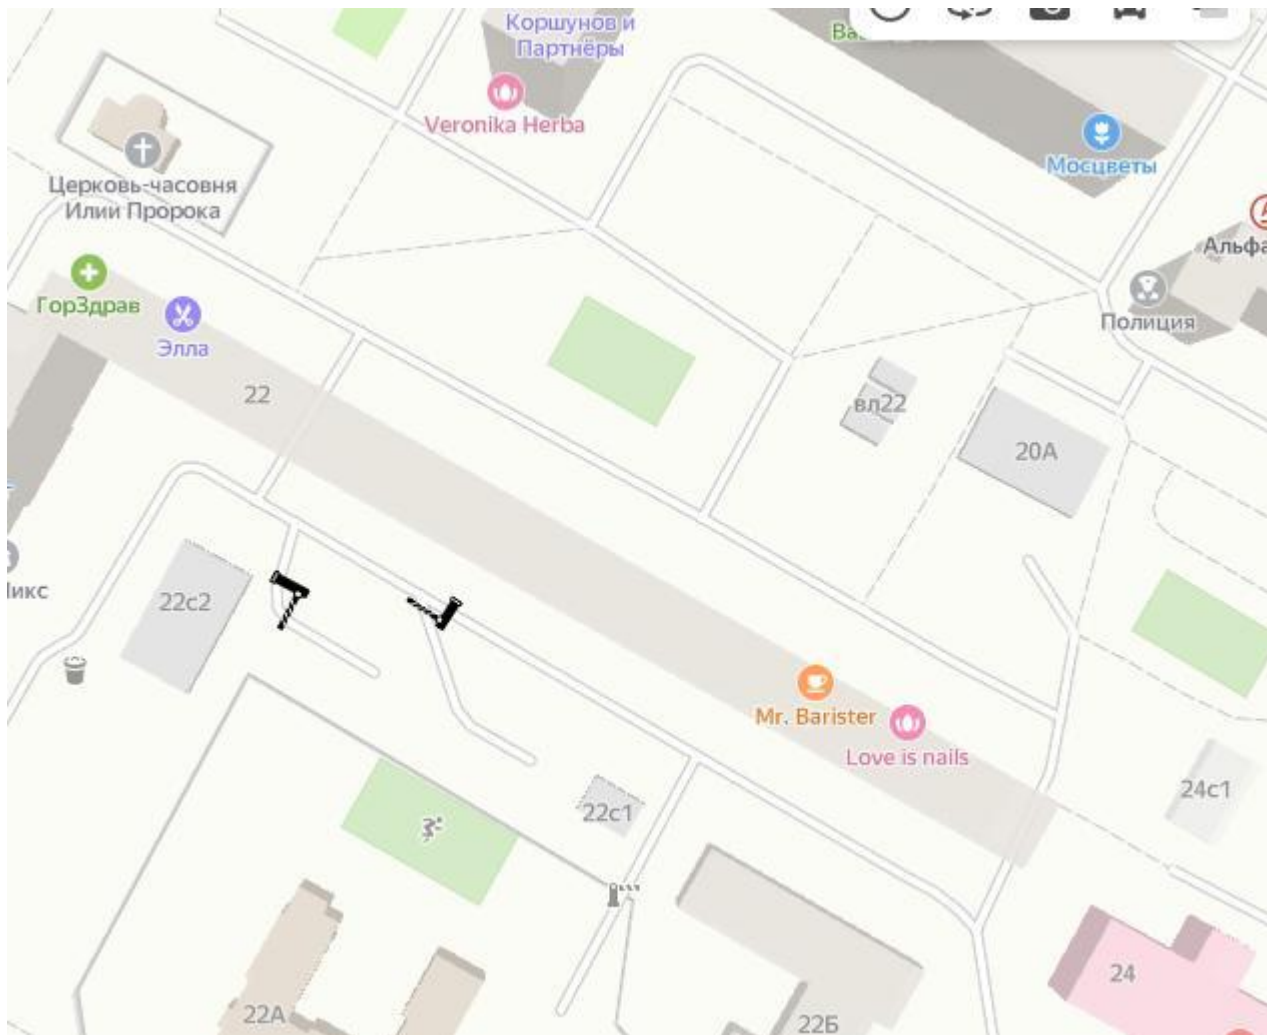 Коршунов и
Партнёры
Veronika Herba
Мосцветы
Церковь-часовня
Илии Пророка
Полиция
ГорЗдрав
Элла
22
вл22
20А
22с2
Mr. Barister
Love is nails
24с1
22с1
24
22А
22Б